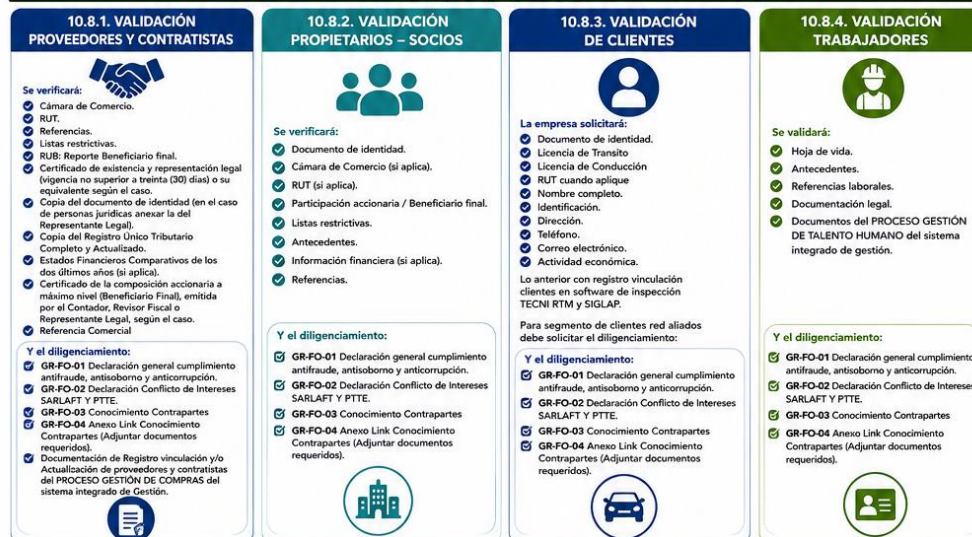 10.8.1. VALIDACIÓN
PROVEEDORES Y CONTRATISTAS
Se verificará:
Cámara de Comercio.
RUT.
Referencias.
Listas restrictivas.
RUB: Reporte Beneficiario final.
Certificado de existencia y representación legal
(vigencia no superior a treinta (30) días) o su
equivalente según el caso.
Copia del documento de identidad (en el caso
de personas jurídicas anexar la del
Representante Legal).
Copia del Registro Único Tributario
Completo y Actualizado.
Estados Financieros Comparativos de los
dos últimos años (si aplica).
Certificado de la composición accionaria a
máximo nivel (Beneficiario Final), emitida
por el Contador, Revisor Fiscal o
Representante Legal, según el caso.
Referencia Comercial
Y el diligenciamiento:
GR-FO-01 Declaración general cumplimiento
antifraude, antisoborno y anticorrupción.
GR-FO-02 Declaración Conflicto de Intereses
SARLAFT Y PTTE.
GR-FO-03 Conocimiento Contrapartes
GR-FO-04 Anexo Link Conocimiento
Contrapartes (Adjuntar documentos
requeridos).
Documentación de Registro vinculación y/o
Actualización de proveedores y contratistas
del PROCESO GESTIÓN DE COMPRAS del
sistema integrado de Gestión.
10.8.2. VALIDACIÓN
PROPIETARIOS – SOCIOS
Se verificará:
Documento de identidad.
Cámara de Comercio (si aplica).
RUT (si aplica).
Participación accionaria / Beneficiario final.
Listas restrictivas.
Antecedentes.
Información financiera (si aplica).
Referencias.
Y el diligenciamiento:
GR-FO-01 Declaración general cumplimiento
antifraude, antisoborno y anticorrupción.
GR-FO-02 Declaración Conflicto de Intereses
SARLAFT Y PTTE.
GR-FO-03 Conocimiento Contrapartes
GR-FO-04 Anexo Link Conocimiento
Contrapartes (Adjuntar documentos
requeridos).
10.8.3. VALIDACIÓN
DE CLIENTES
La empresa solicitará:
Documento de identidad.
Licencia de Transito
Licencia de Conducción
RUT cuando aplique
Nombre completo.
Identificación.
Dirección.
Teléfono.
Correo electrónico.
Actividad económica.
Lo anterior con registro vinculación
clientes en software de inspección
TECNI RTM y SIGLAP.
Para segmento de clientes red aliados
debe solicitar el diligenciamiento:
Y el diligenciamiento:
GR-FO-01 Declaración general cumplimiento
antifraude, antisoborno y anticorrupción.
GR-FO-02 Declaración Conflicto de Intereses
SARLAFT Y PTTE.
GR-FO-03 Conocimiento Contrapartes
GR-FO-04 Anexo Link Conocimiento
Contrapartes (Adjuntar documentos
requeridos).
10.8.4. VALIDACIÓN
TRABAJADORES
Se validará:
Hoja de vida.
Antecedentes.
Referencias laborales.
Documentación legal.
Documentos del PROCESO GESTIÓN
DE TALENTO HUMANO del sistema
integrado de gestión.
Y el diligenciamiento:
GR-FO-01 Declaración general cumplimiento
antifraude, antisoborno y anticorrupción.
GR-FO-02 Declaración Conflicto de Intereses
SARLAFT Y PTTE.
GR-FO-03 Conocimiento Contrapartes
GR-FO-04 Anexo Link Conocimiento
Contrapartes (Adjuntar documentos
requeridos).